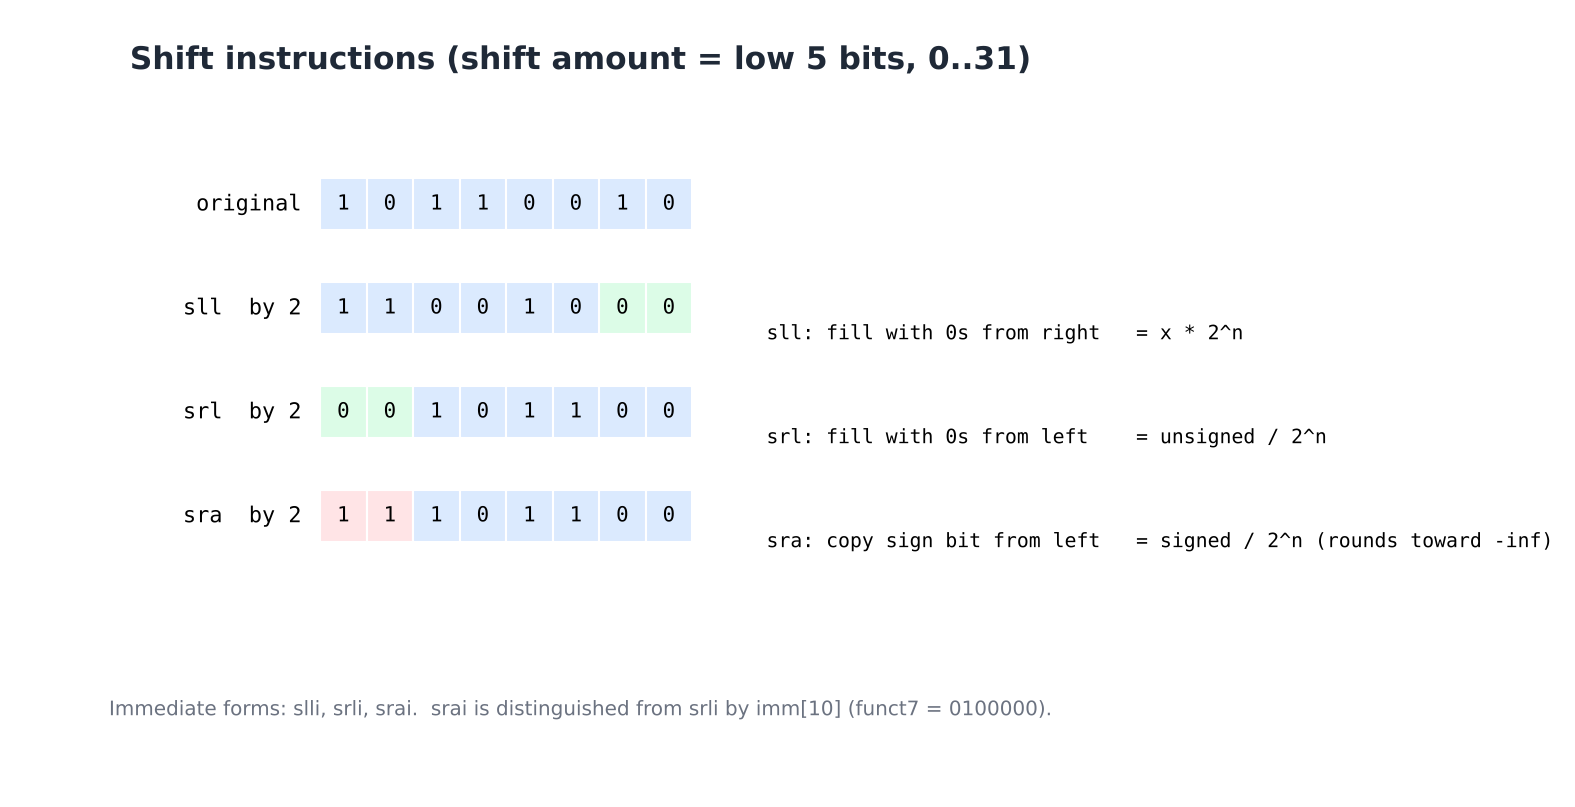 Shift instructions (shift amount = low 5 bits, 0..31)
original 1 0 1 1 0 0 1 0
sll  by 2 1 1 0 0 1 0 0 0
sll: fill with 0s from right   = x * 2^n
srl  by 2 0 0 1 0 1 1 0 0
srl: fill with 0s from left    = unsigned / 2^n
sra  by 2 1 1 1 0 1 1 0 0
sra: copy sign bit from left   = signed / 2^n (rounds toward -inf)
Immediate forms: slli, srli, srai.  srai is distinguished from srli by imm[10] (funct7 = 0100000).